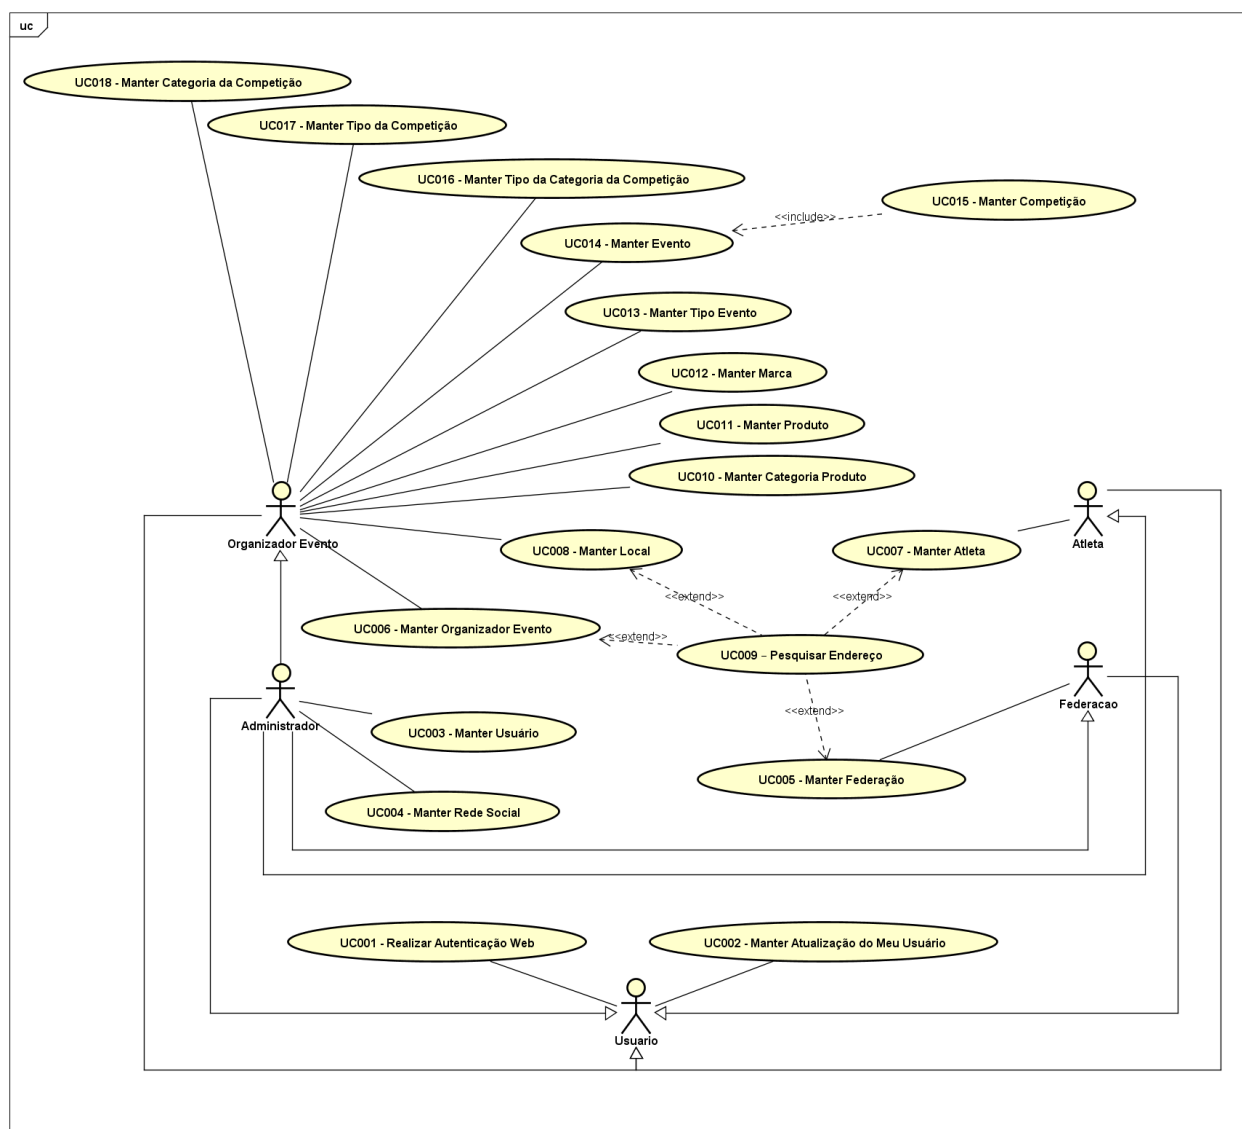 uc
UC018 - Manter Categoria da Competição
UC017 - Manter Tipo da Competição
UC016 - Manter Tipo da Categoria da Competição
UC015 - Manter Competição
<<include>>
UC014 - Manter Evento
UC013 - Manter Tipo Evento
UC012 - Manter Marca
UC011 - Manter Produto
UC010 - Manter Categoria Produto
Organizador Evento
Atleta
UC008 - Manter Local
UC007 - Manter Atleta
<<extend>>
<<extend>>
UC006 - Manter Organizador Evento
<<extend>>
UC009 – Pesquisar Endereço
Federacao
<<extend>>
Administrador
UC003 - Manter Usuário
UC005 - Manter Federação
UC004 - Manter Rede Social
UC001 - Realizar Autenticação Web
UC002 - Manter Atualização do Meu Usuário
Usuario